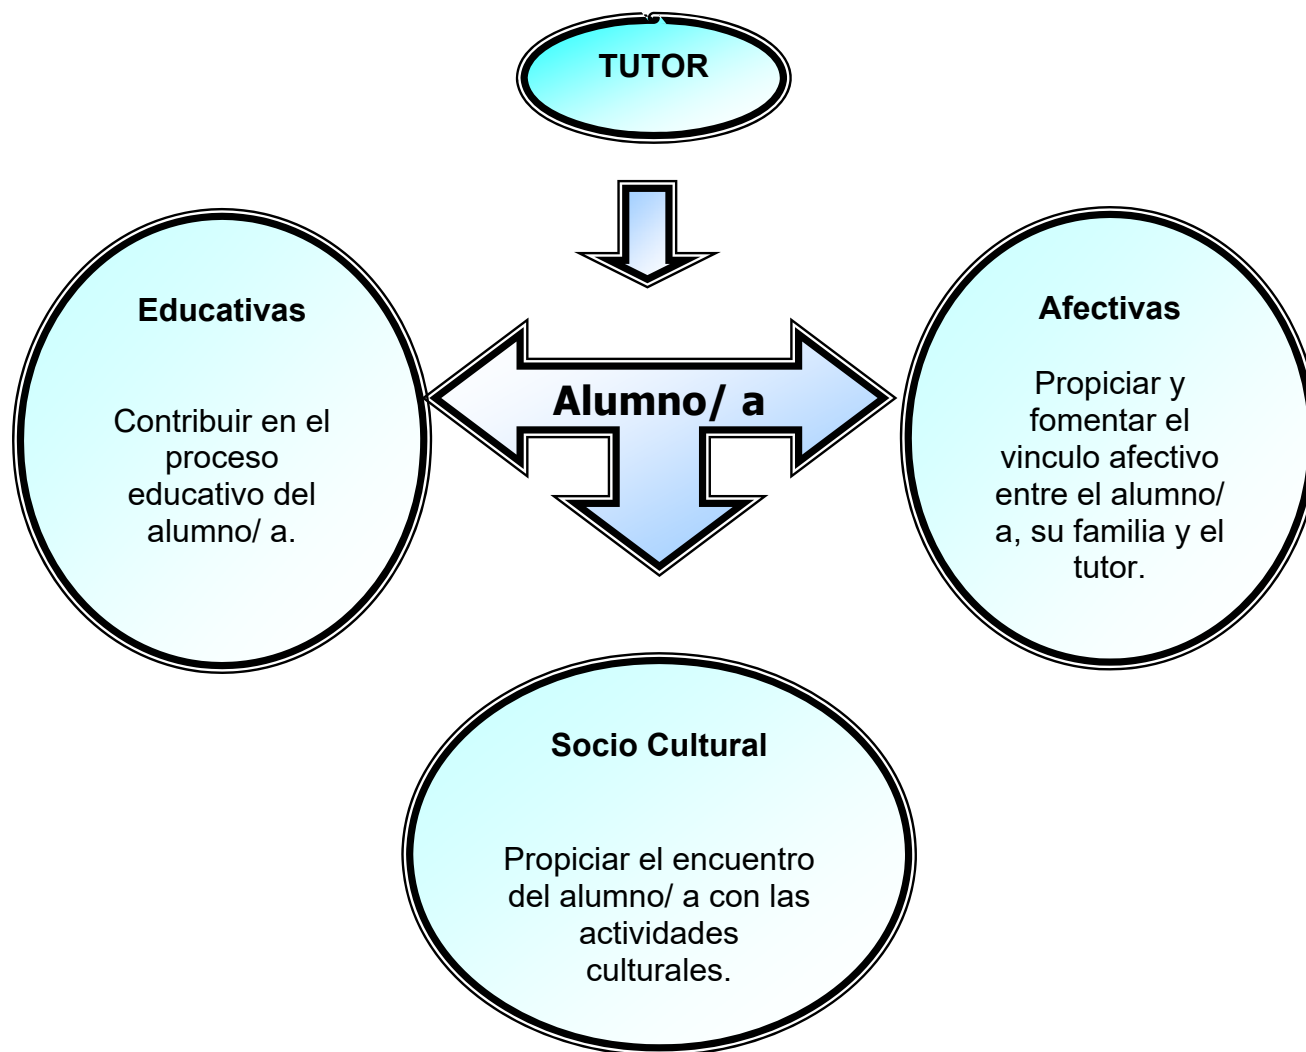 TUTOR
Educativas
Contribuir en el
proceso
educativo del
alumno/ a.
Alumno/ a
Afectivas
Propiciar y
fomentar el
vinculo afectivo
entre el alumno/
a, su familia y el
tutor.
Socio Cultural
Propiciar el encuentro
del alumno/ a con las
actividades
culturales.